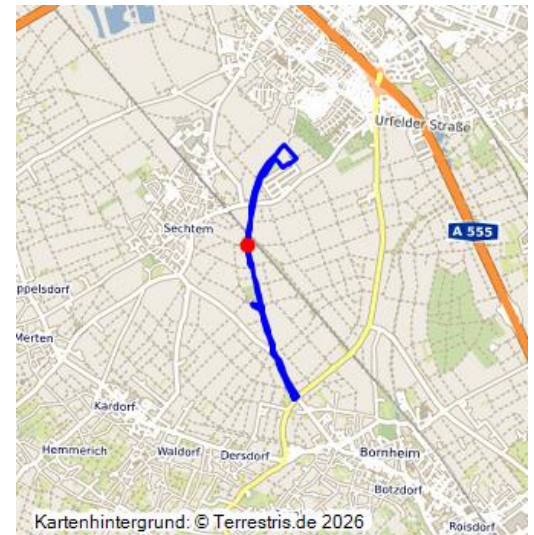 Urfelder Straße
A 555
Sechtem
ppelsdorf
Merten
Kardorf
Hemmerich
Waldorf
Dersdorf
Bornheim
Botzdorf
Roisdorf
Kartenhintergrund: © Terrestris.de 2026